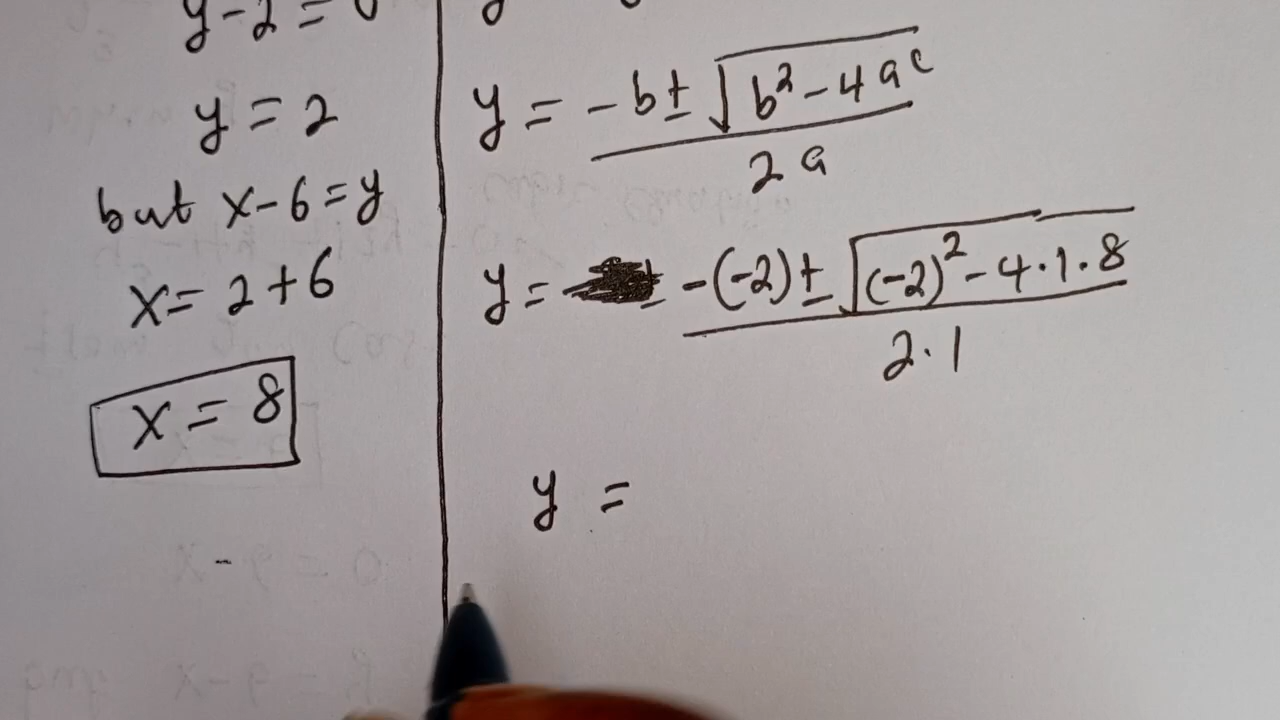 y-2=0
y=2
but x-6=y
x=2+6
x=8
y = -b±√b²-4ac
2a
y = -(-2)±√(-2)²-4·1·8
2·1
y =